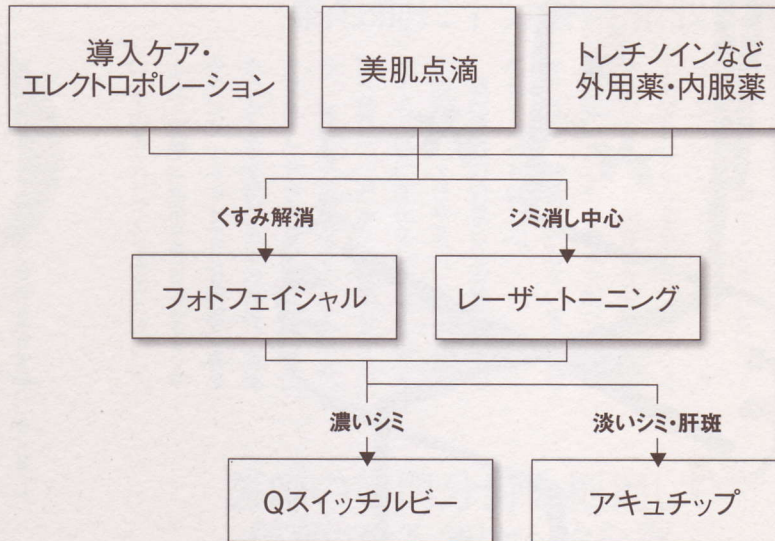 導入ケア・
エレクトロポレーション
美肌点滴
トレチノインなど
外用薬・内服薬
くすみ解消
シミ消し中心
フォトフェイシャル
レーザートーニング
濃いシミ
淡いシミ・肝斑
Qスイッチルビー
アキュチップ